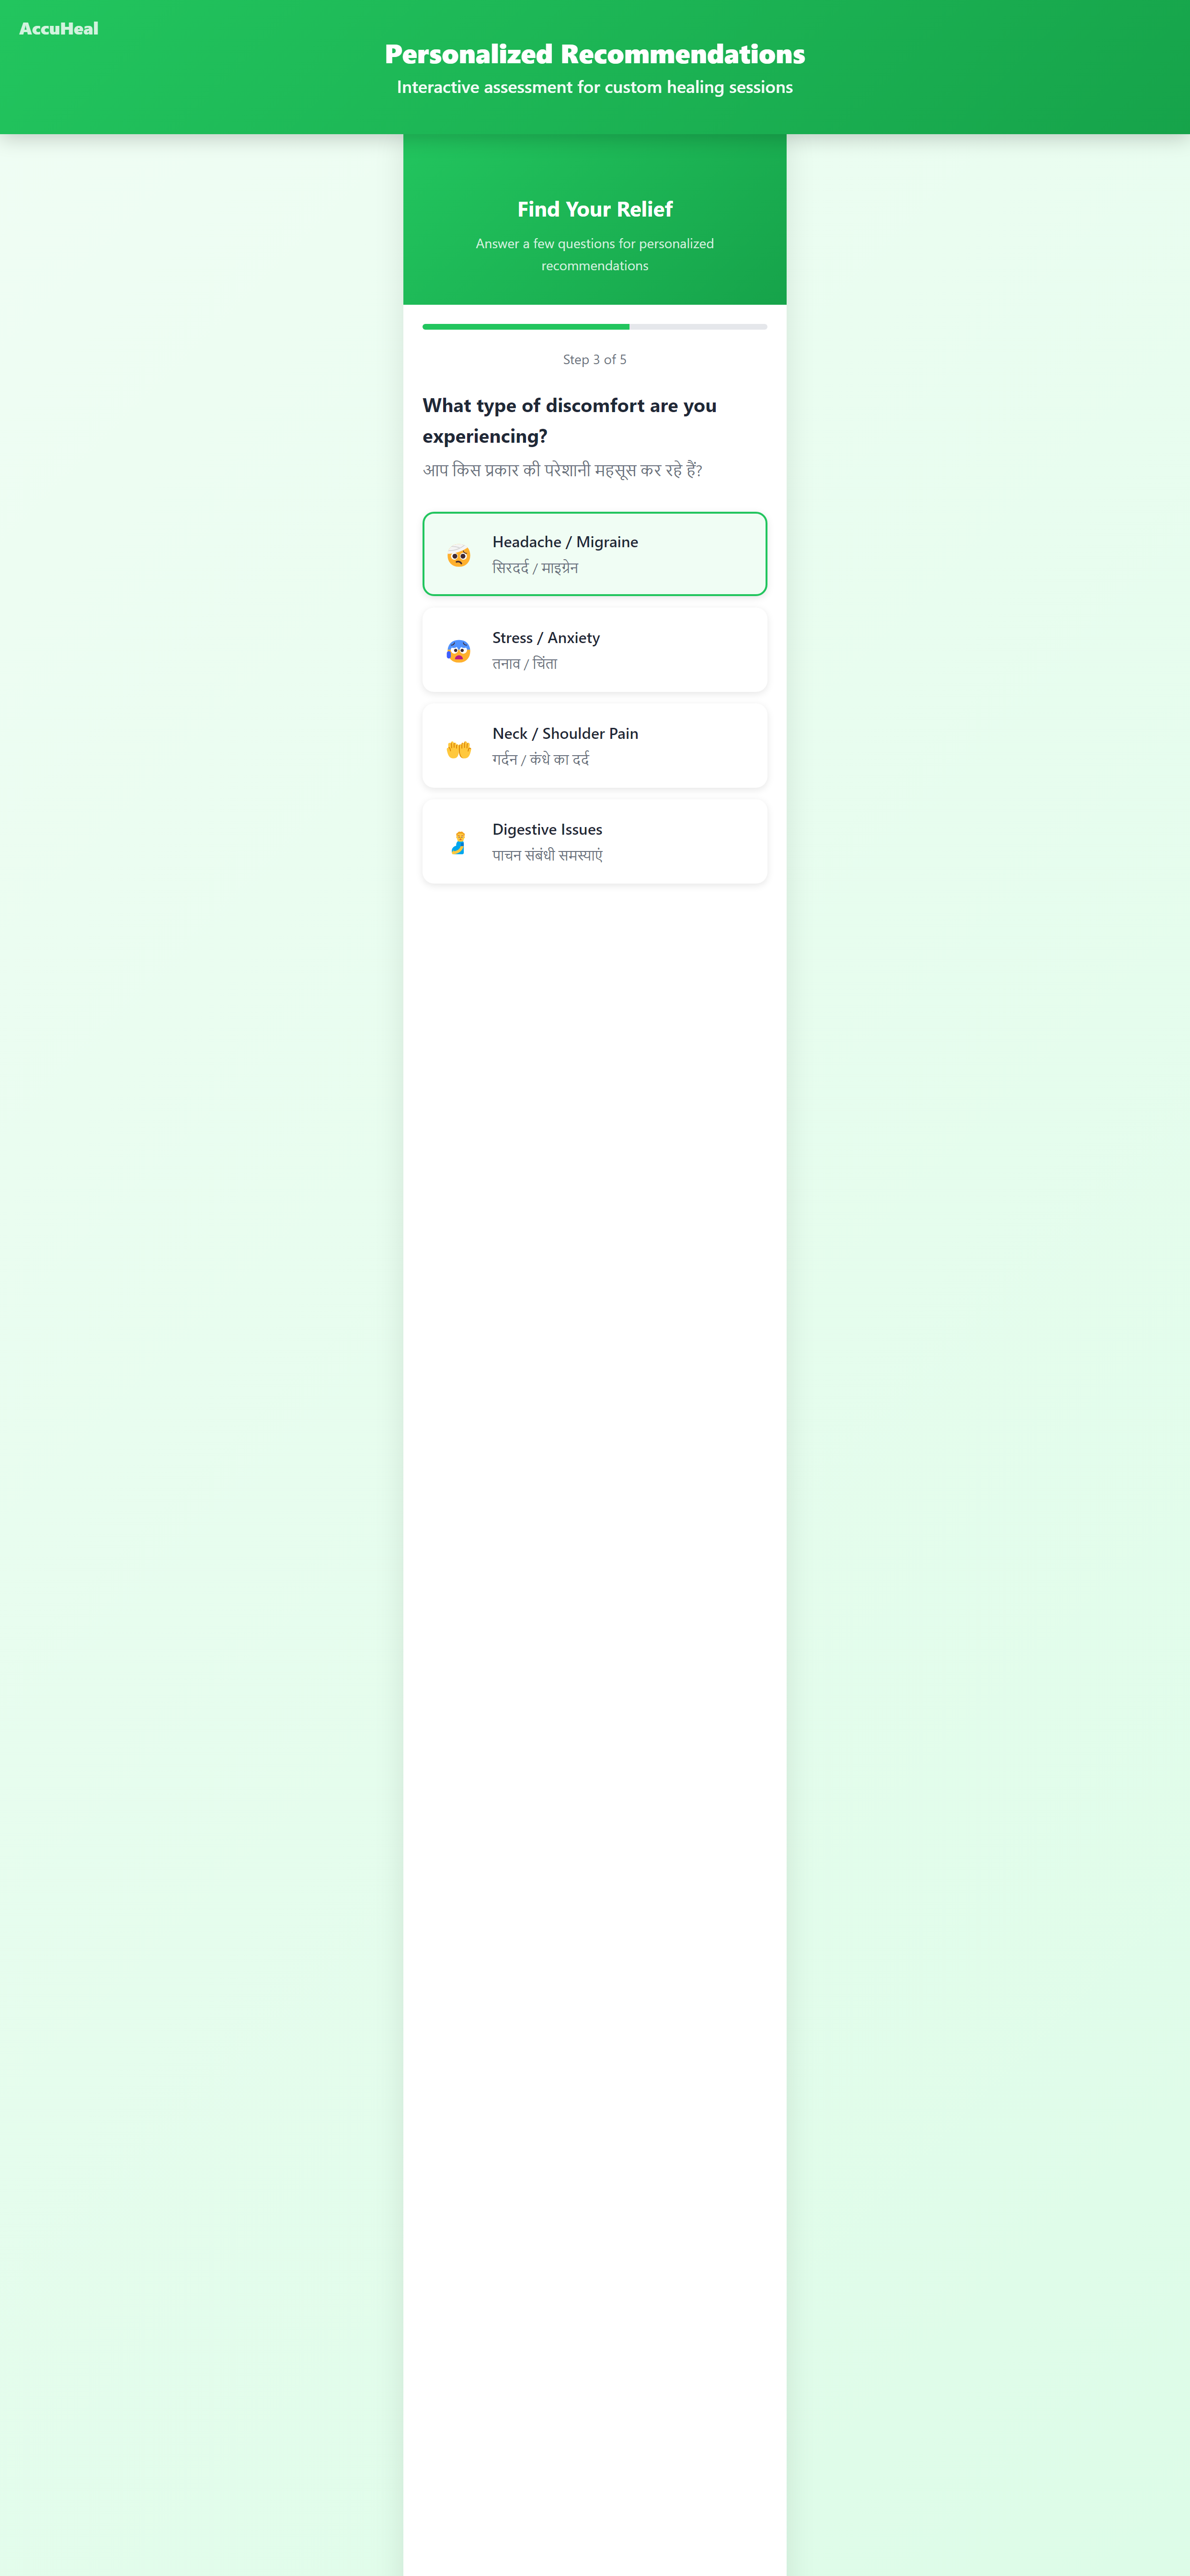 AccuHeal
Personalized Recommendations
Interactive assessment for custom healing sessions
Find Your Relief
Answer a few questions for personalized
recommendations
Step 3 of 5
What type of discomfort are you
experiencing?
आप किस प्रकार की परेशानी महसूस कर रहे हैं?
Headache / Migraine
सिरदर्द / माइग्रेन
Stress / Anxiety
तनाव / चिंता
Neck / Shoulder Pain
गर्दन / कंधे का दर्द
Digestive Issues
पाचन संबंधी समस्याएं